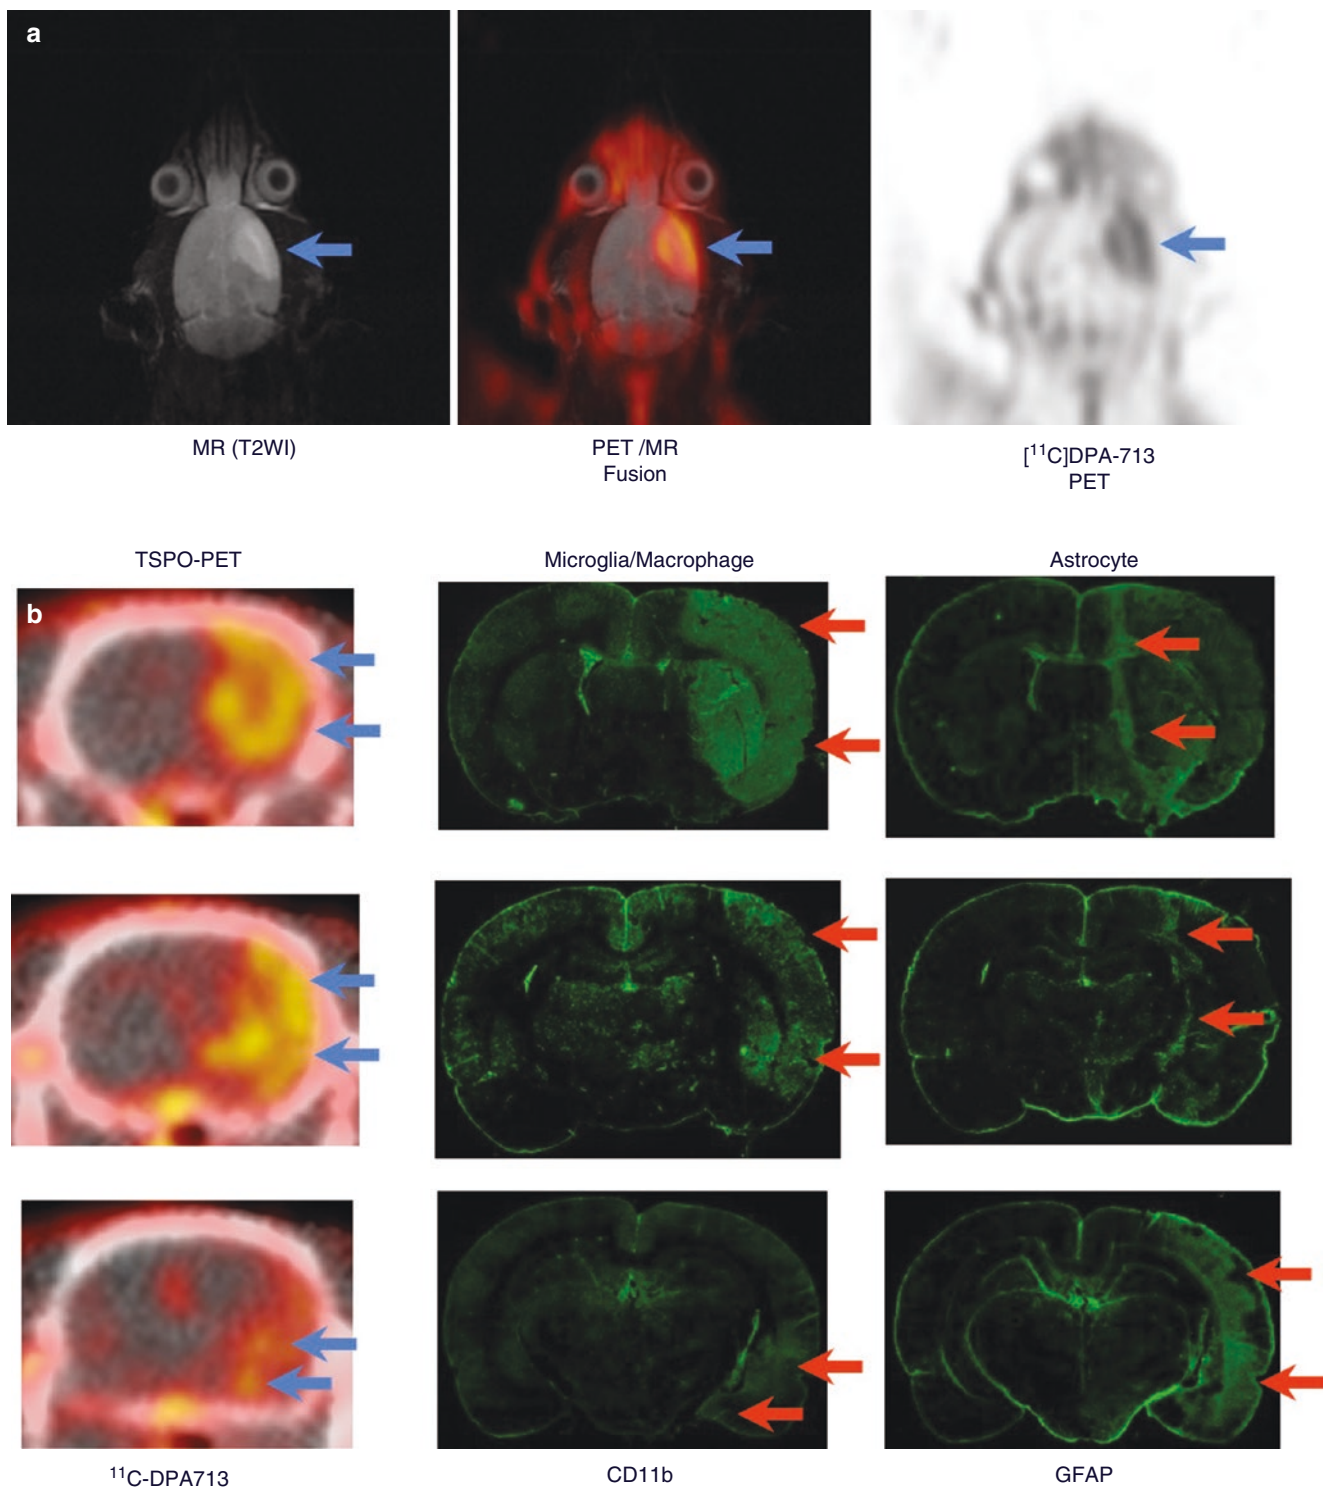 a
MR (T2WI)
PET /MR
Fusion
[¹¹C]DPA-713
PET
TSPO-PET
Microglia/Macrophage
Astrocyte
b
¹¹C-DPA713
CD11b
GFAP